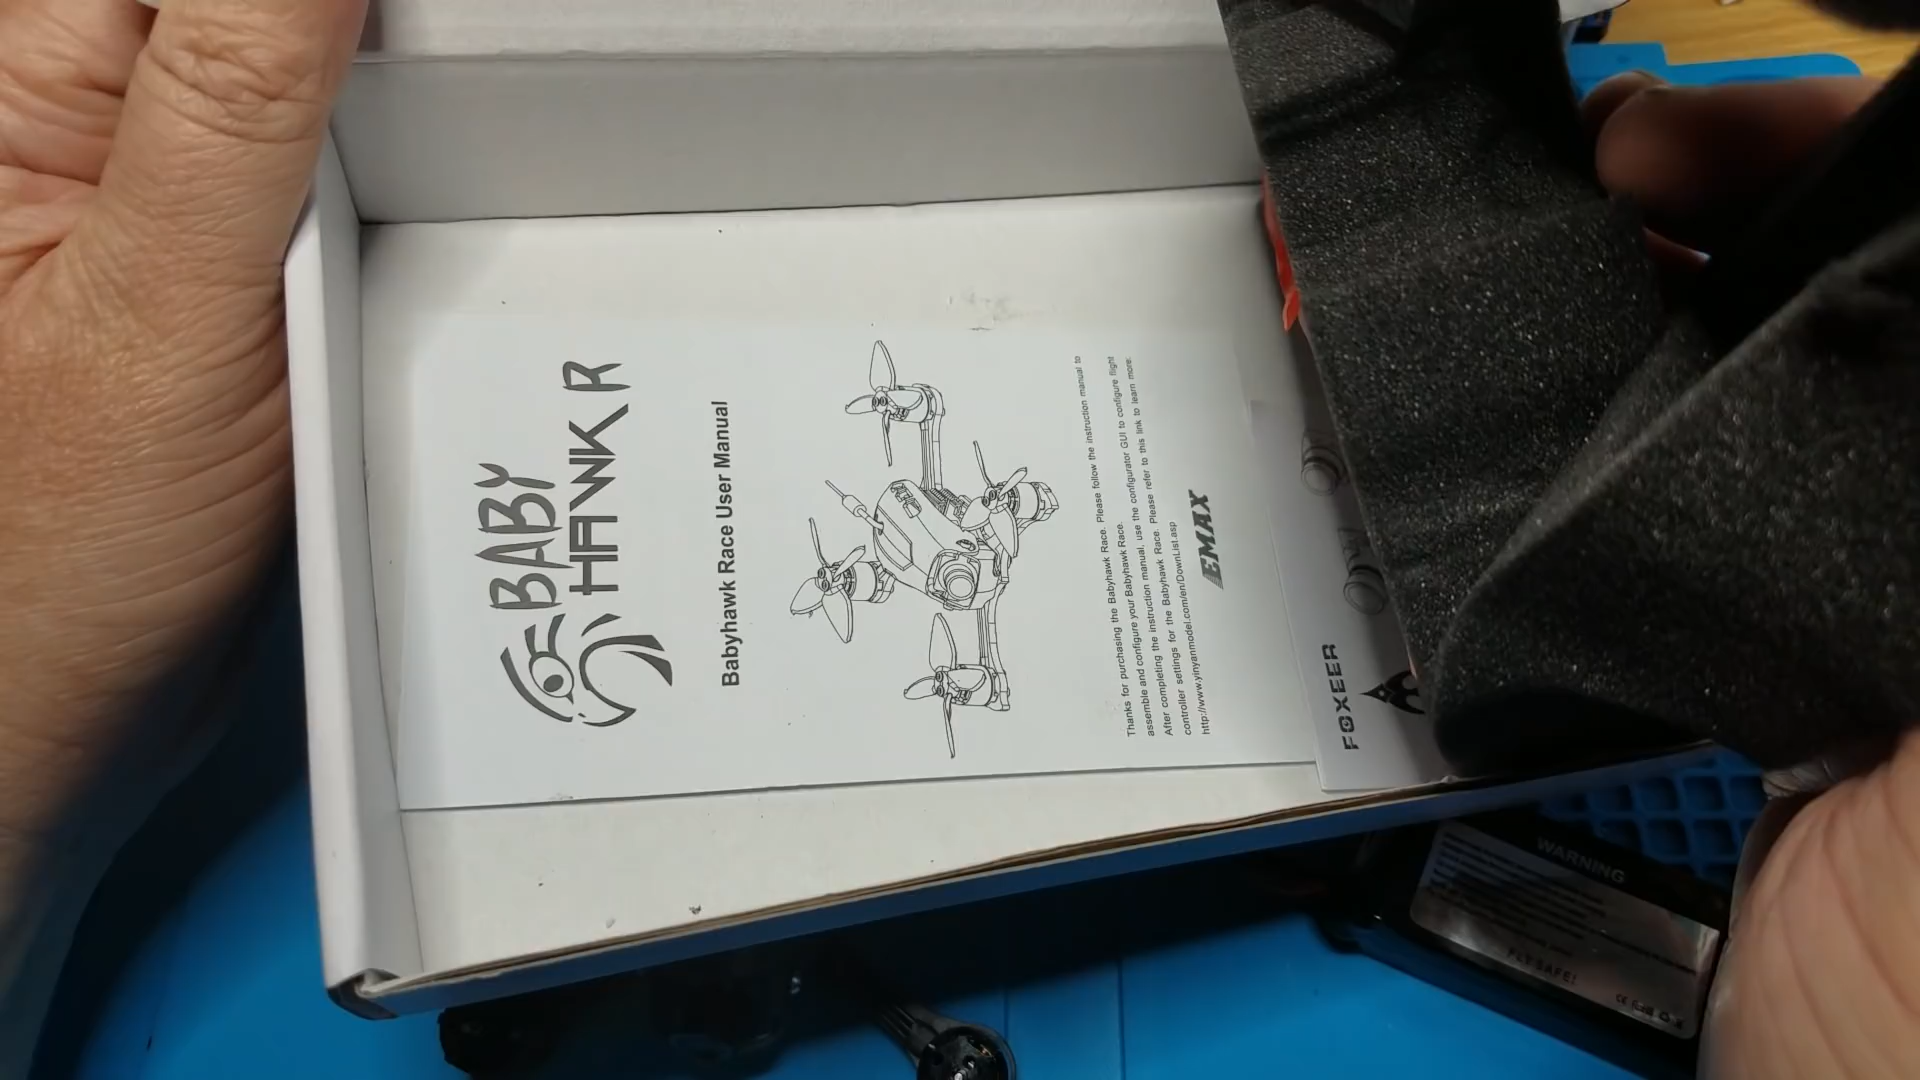 BABY
HAWK R
Babyhawk Race User Manual
Thanks for purchasing the Babyhawk Race. Please follow the instruction manual to
assemble and configure your Babyhawk Race.
After completing the instruction manual, use the configurator GUI to configure flight
controller settings for the Babyhawk Race. Please refer to this link to learn more:
http://www.yinyanmodel.com/en/DownList.asp
EMAX
FOXEER
WARNING
FLY SAFE!